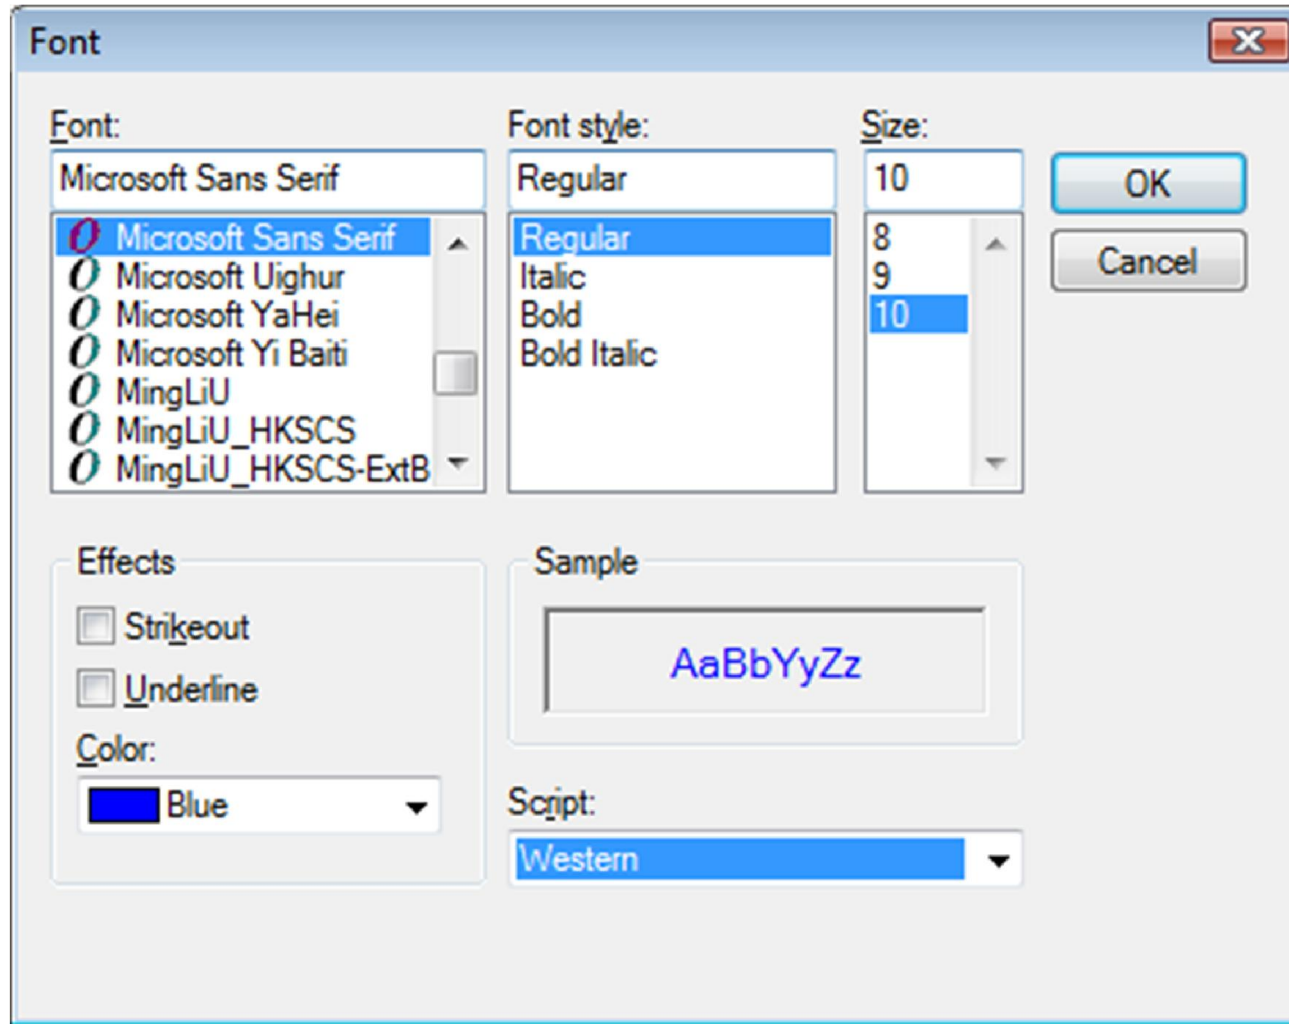 Font
Font:
Microsoft Sans Serif
Microsoft Sans Serif
Microsoft Uighur
Microsoft YaHei
Microsoft Yi Baiti
MingLiU
MingLiU_HKSCS
MingLiU_HKSCS-ExtB
Font style:
Regular
Regular
Italic
Bold
Bold Italic
Size:
10
8
9
10
OK
Cancel
Effects
Strikeout
Underline
Color:
Blue
Sample
AaBbYyZz
Script:
Western